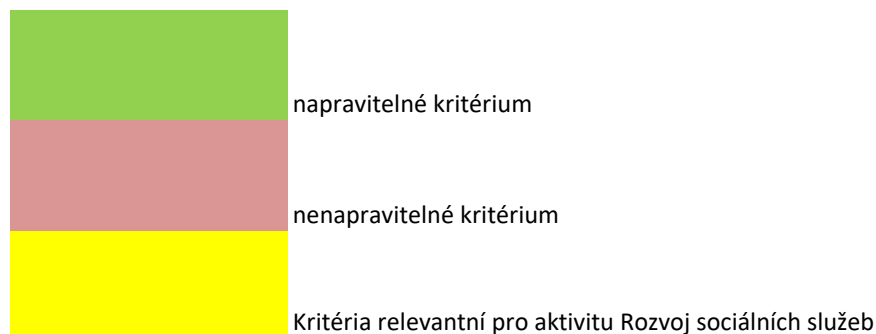 napravitelné kritérium
nenapravitelné kritérium
Kritéria relevantní pro aktivitu Rozvoj sociálních služeb